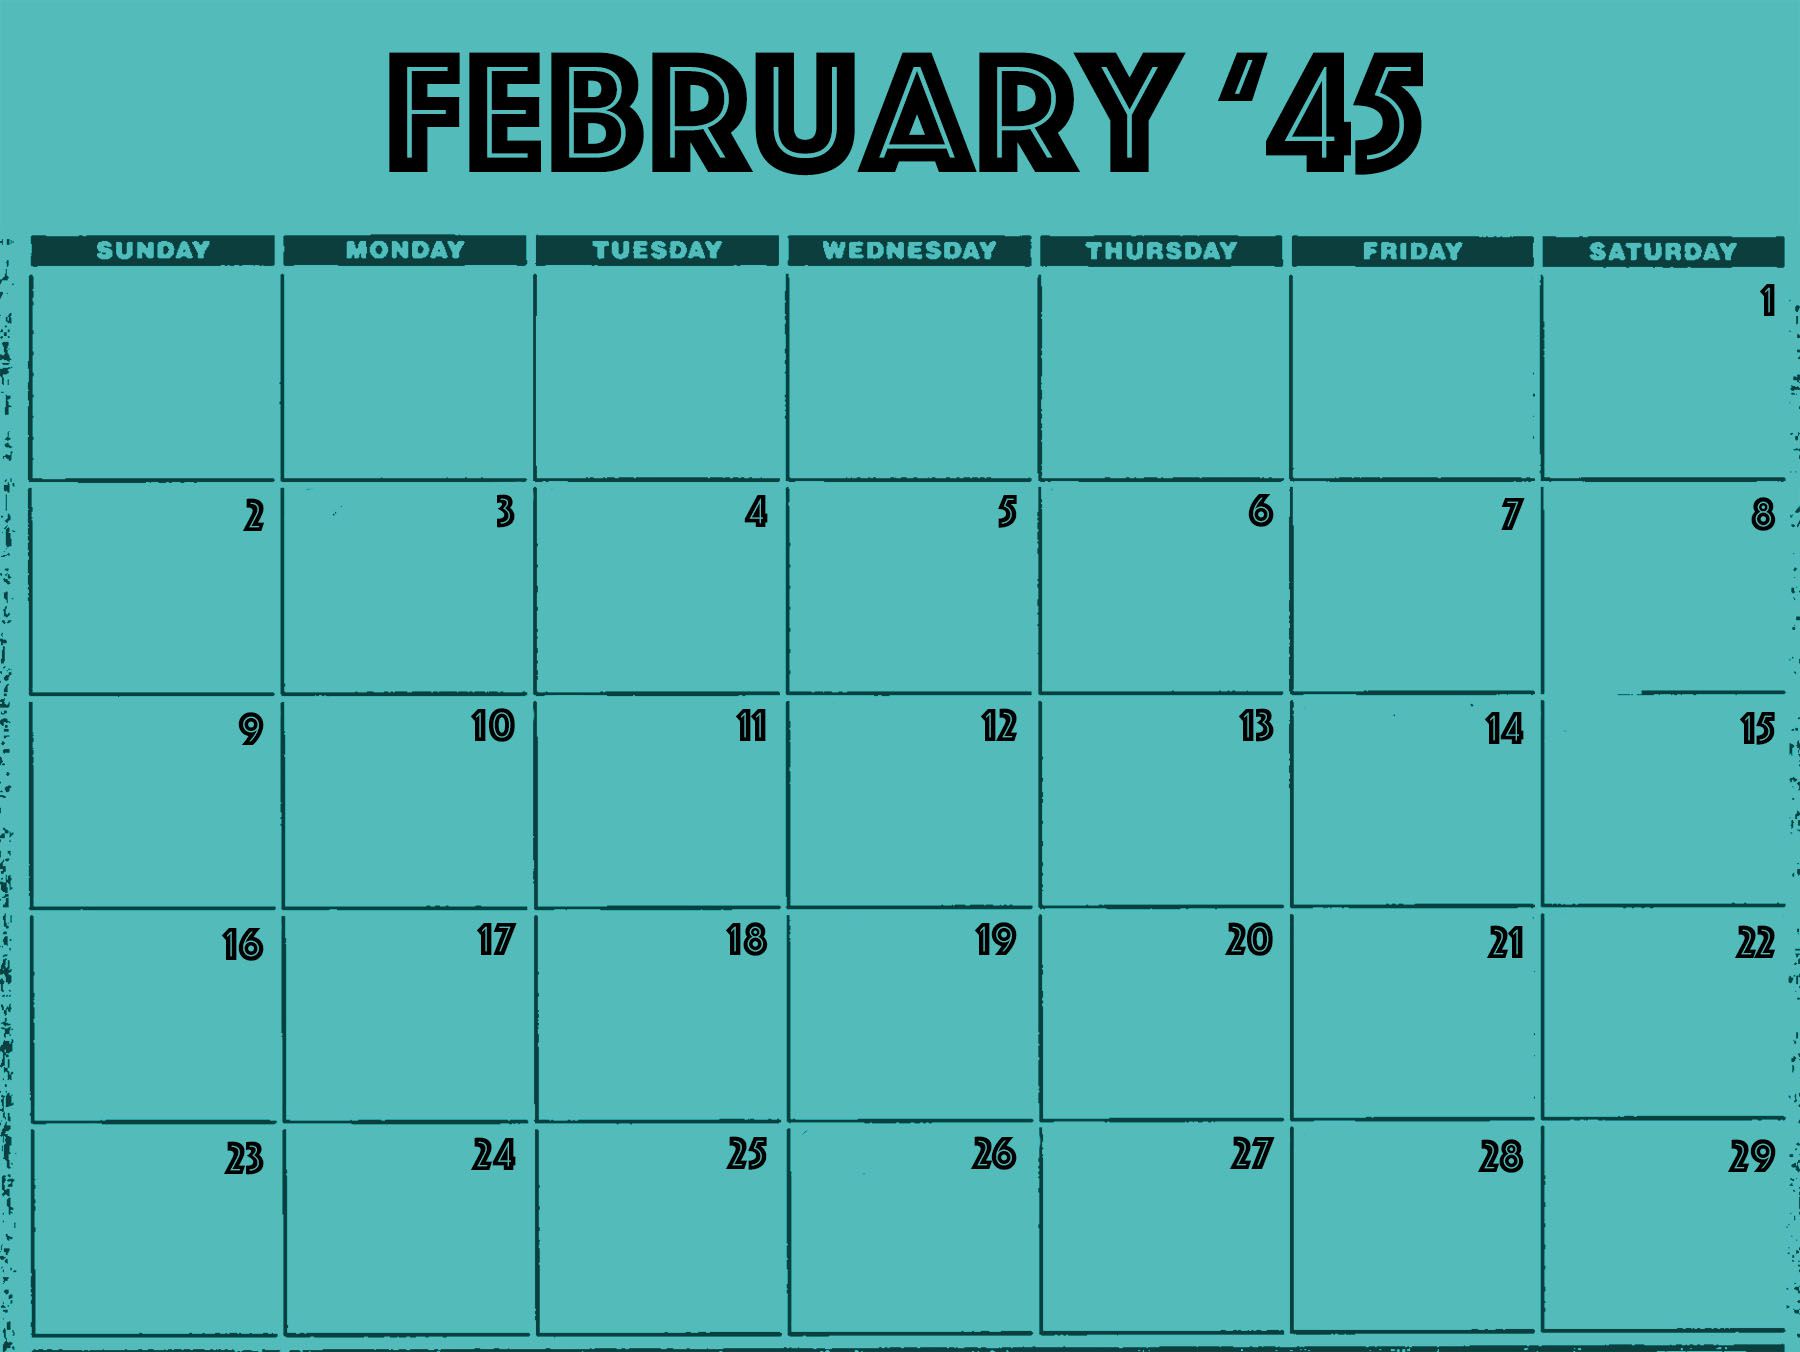 FEBRUARY '45
SUNDAY MONDAY TUESDAY WEDNESDAY THURSDAY FRIDAY SATURDAY
1
2 3 4 5 6 7 8
9 10 11 12 13 14 15
16 17 18 19 20 21 22
23 24 25 26 27 28 29